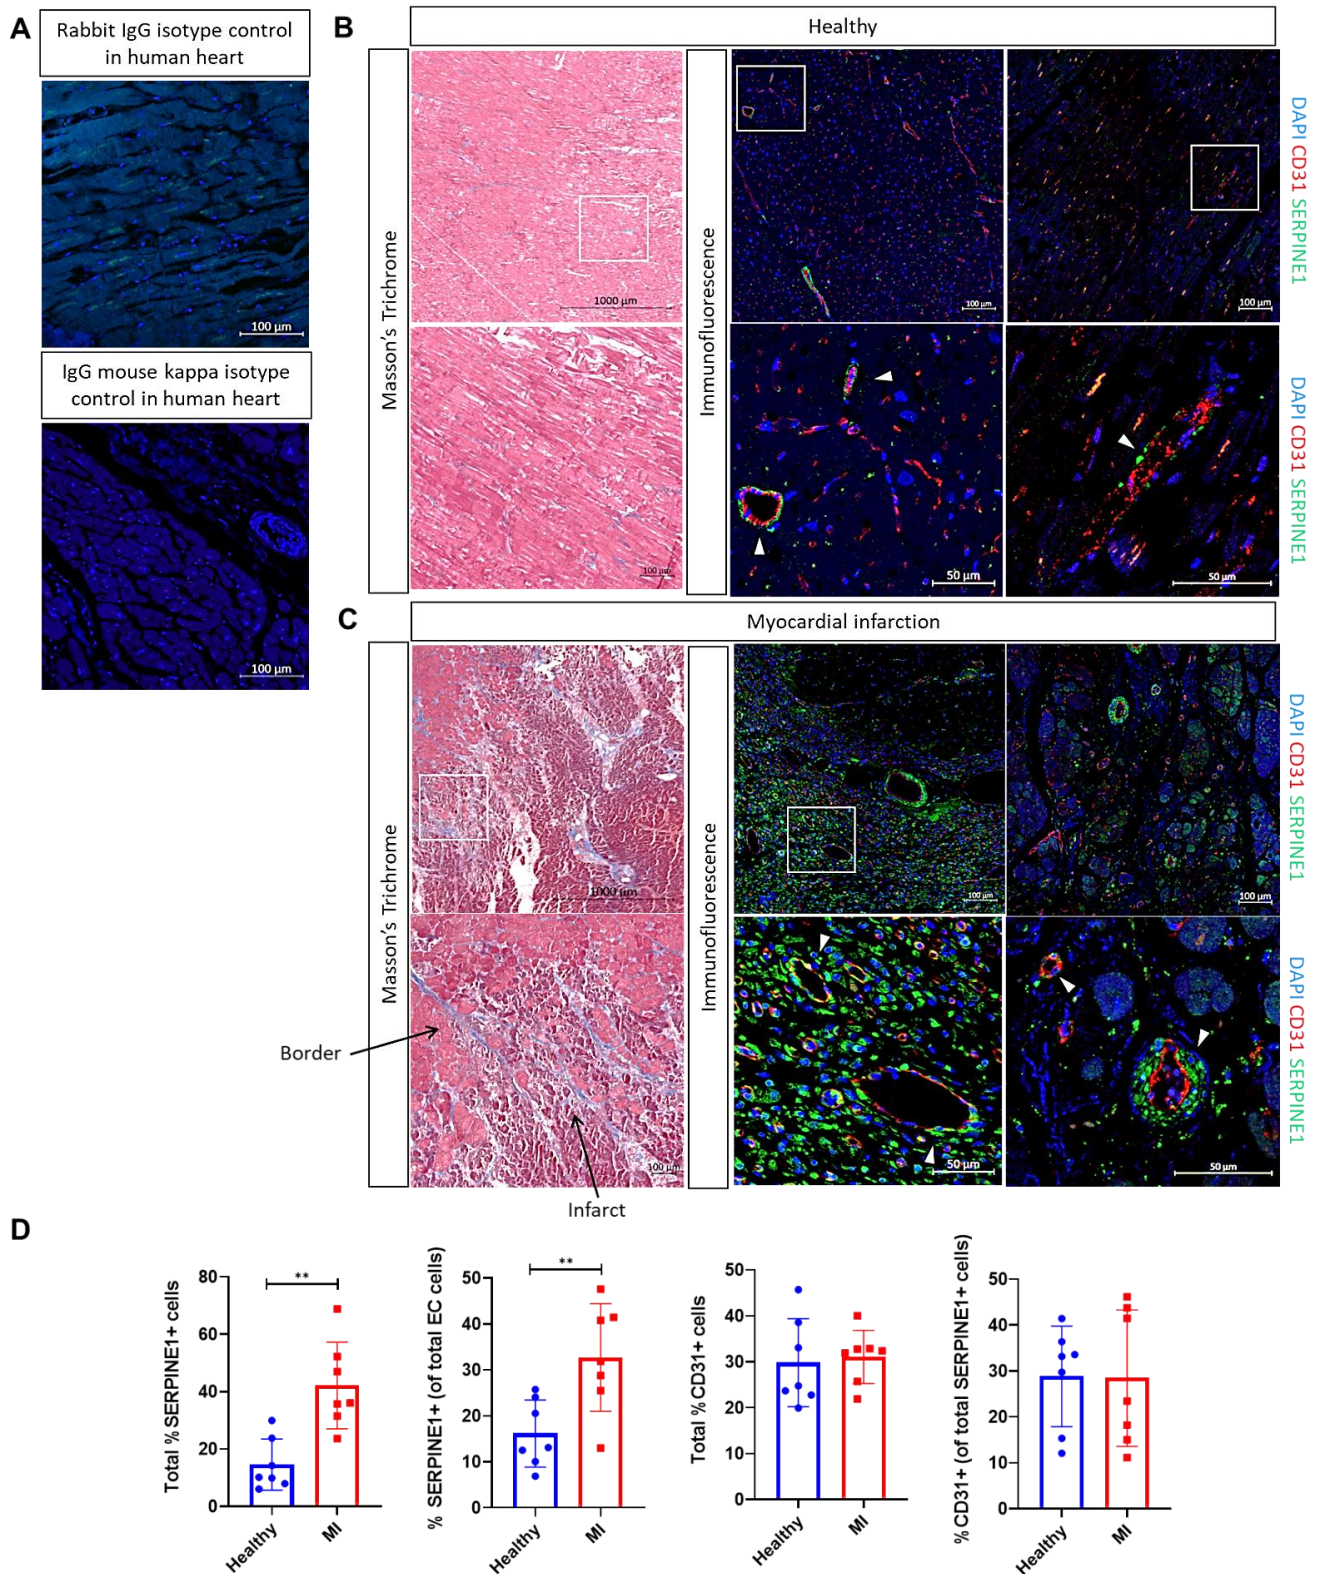 A
Rabbit IgG isotype control
in human heart
100 µm
IgG mouse kappa isotype
control in human heart
100 µm
B
Healthy
Masson's Trichrome
1000 µm
100 µm
Immunofluorescence
100 µm
100 µm
50 µm
50 µm
DAPI CD31 SERPINE1
DAPI CD31 SERPINE1
C
Myocardial infarction
Masson's Trichrome
1000 µm
100 µm
Border
Infarct
Immunofluorescence
100 µm
100 µm
50 µm
50 µm
DAPI CD31 SERPINE1
DAPI CD31 SERPINE1
D
Total %SERPINE1+ cells
80
60
40
20
0
**
Healthy
MI
% SERPINE1+ (of total EC cells)
50
40
30
20
10
0
**
Healthy
MI
Total %CD31+ cells
50
40
30
20
10
0
Healthy
MI
%CD31+ (of total SERPINE1+ cells)
50
40
30
20
10
0
Healthy
MI